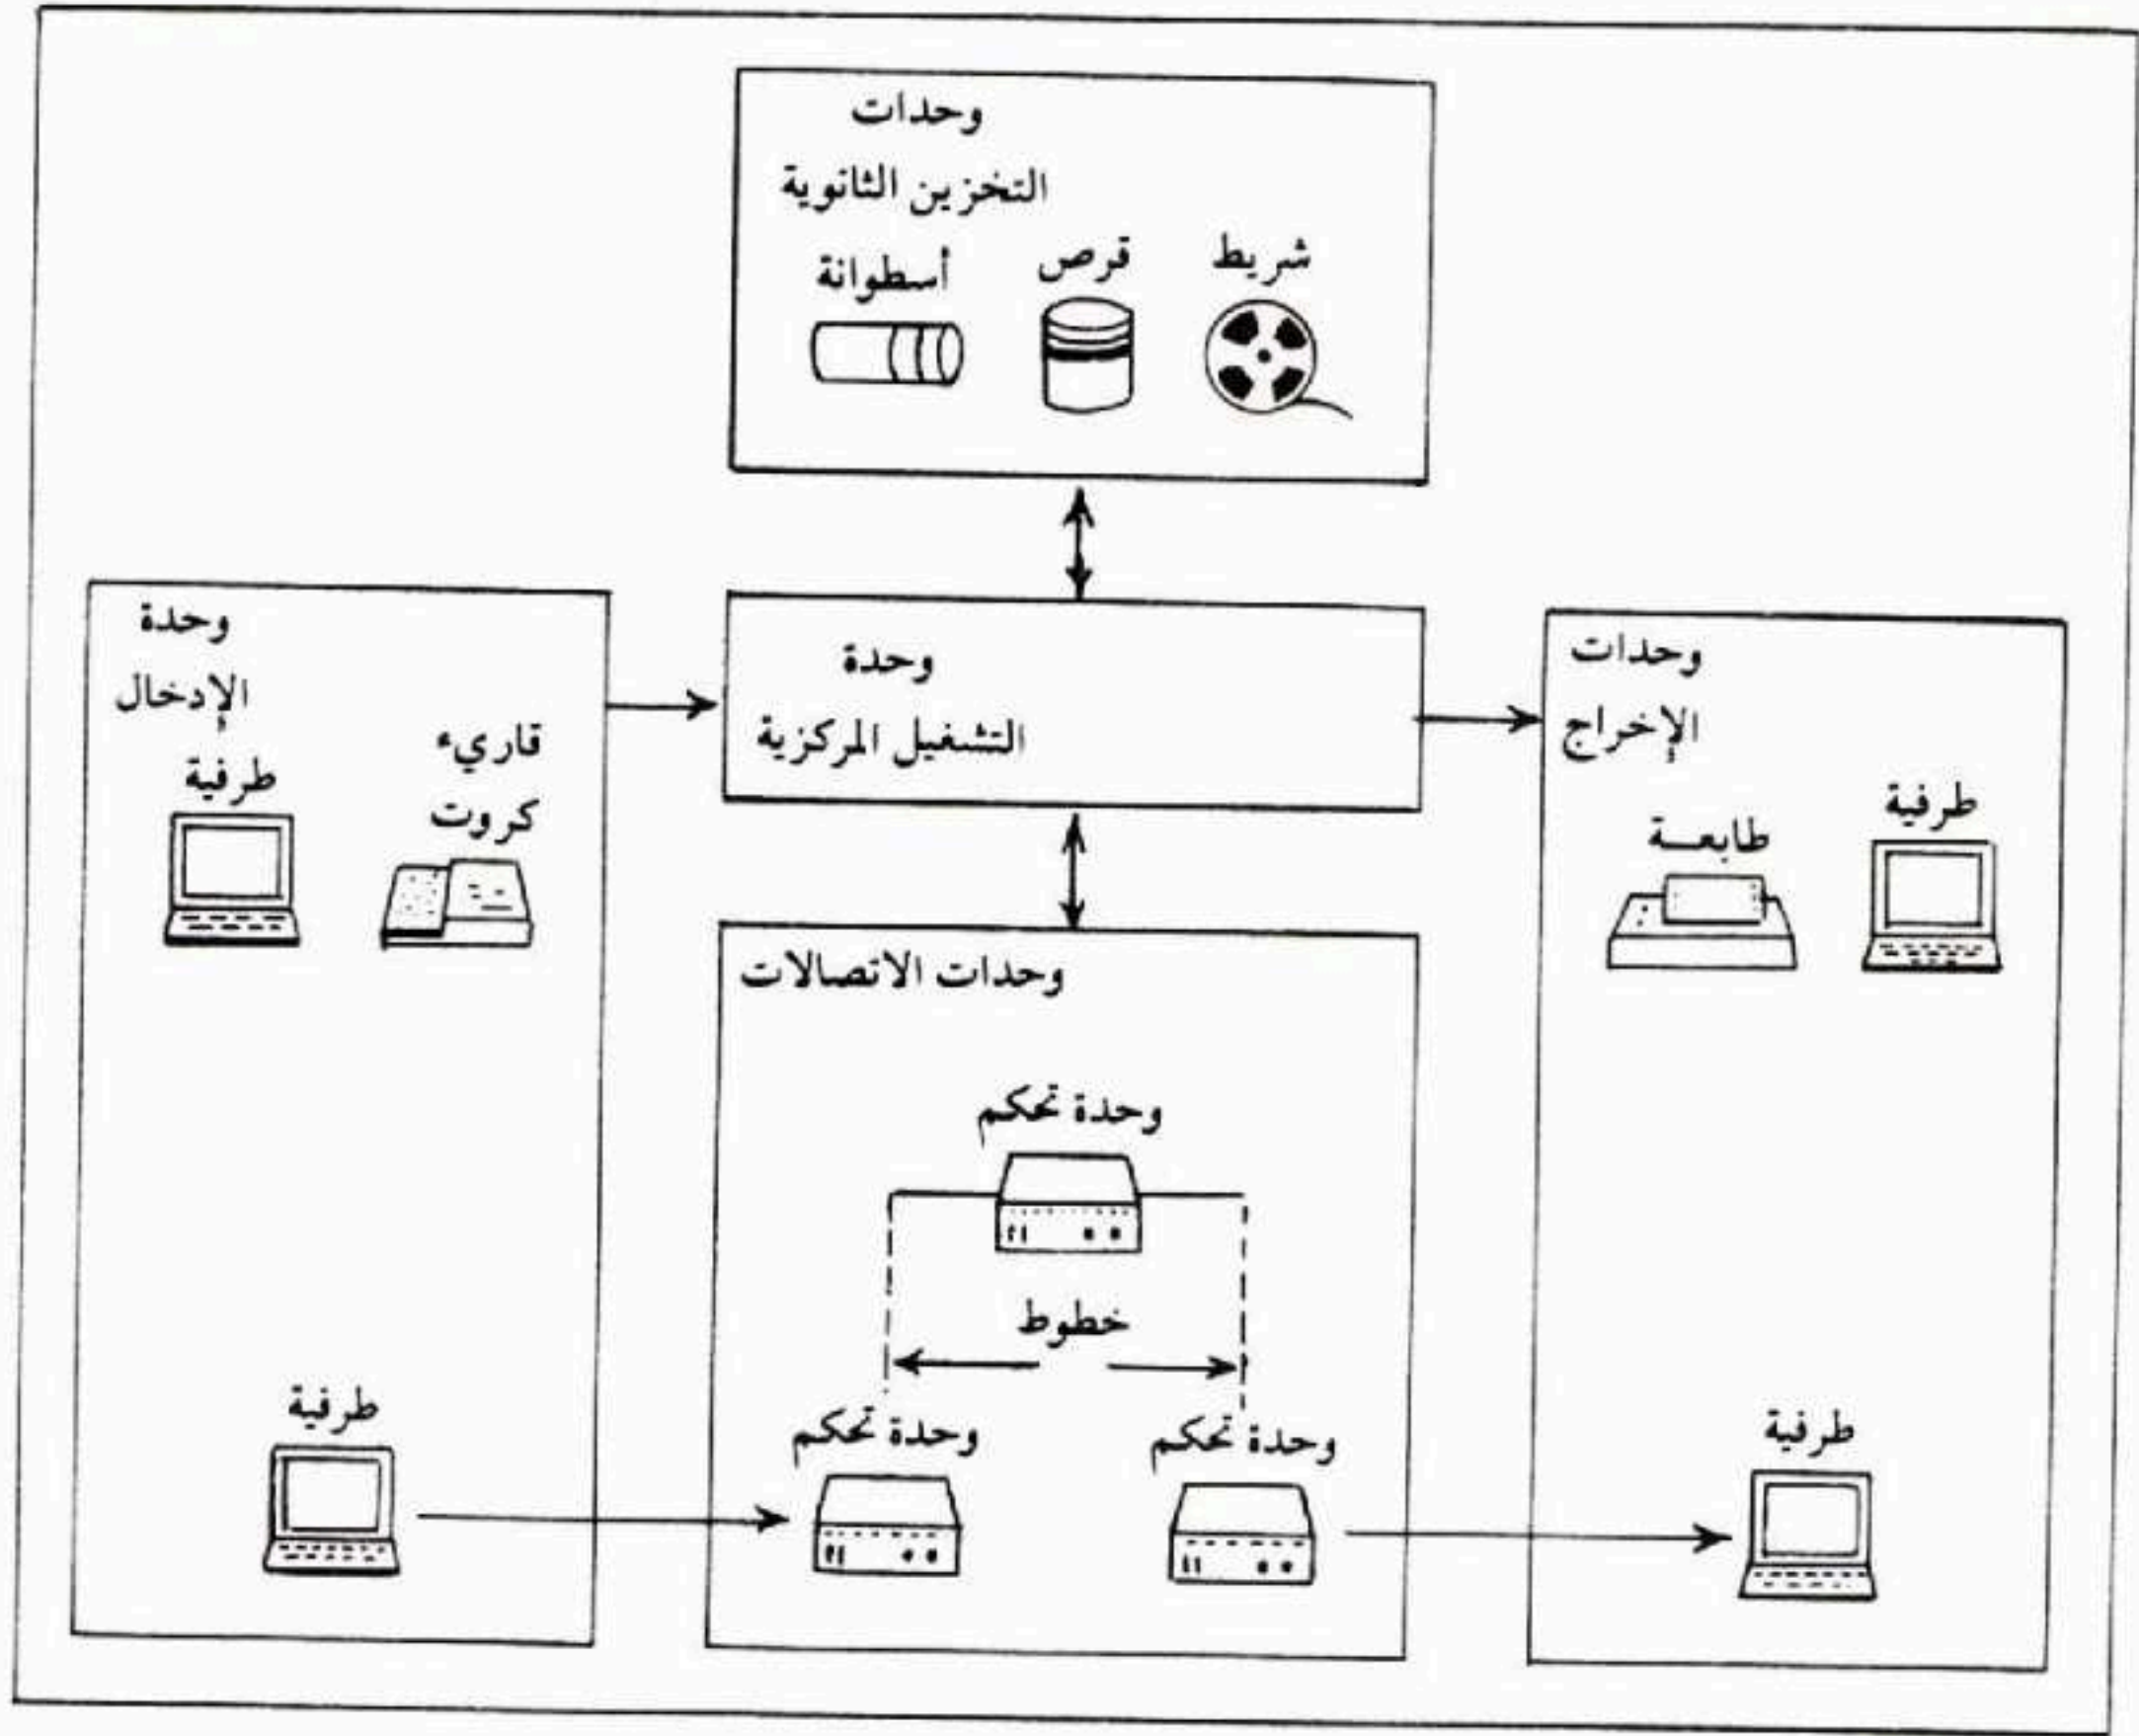 وحدات
التخزين الثانوية
شريط
قرص
أسطوانة
وحدة
التشغيل المركزية
وحدات
الإخراج
طرفية
طابعـــة
طرفية
وحدة
الإدخال
قاريء
كروت
طرفية
طرفية
وحدات الاتصالات
وحدة تحكم
خطوط
وحدة تحكم
وحدة تحكم